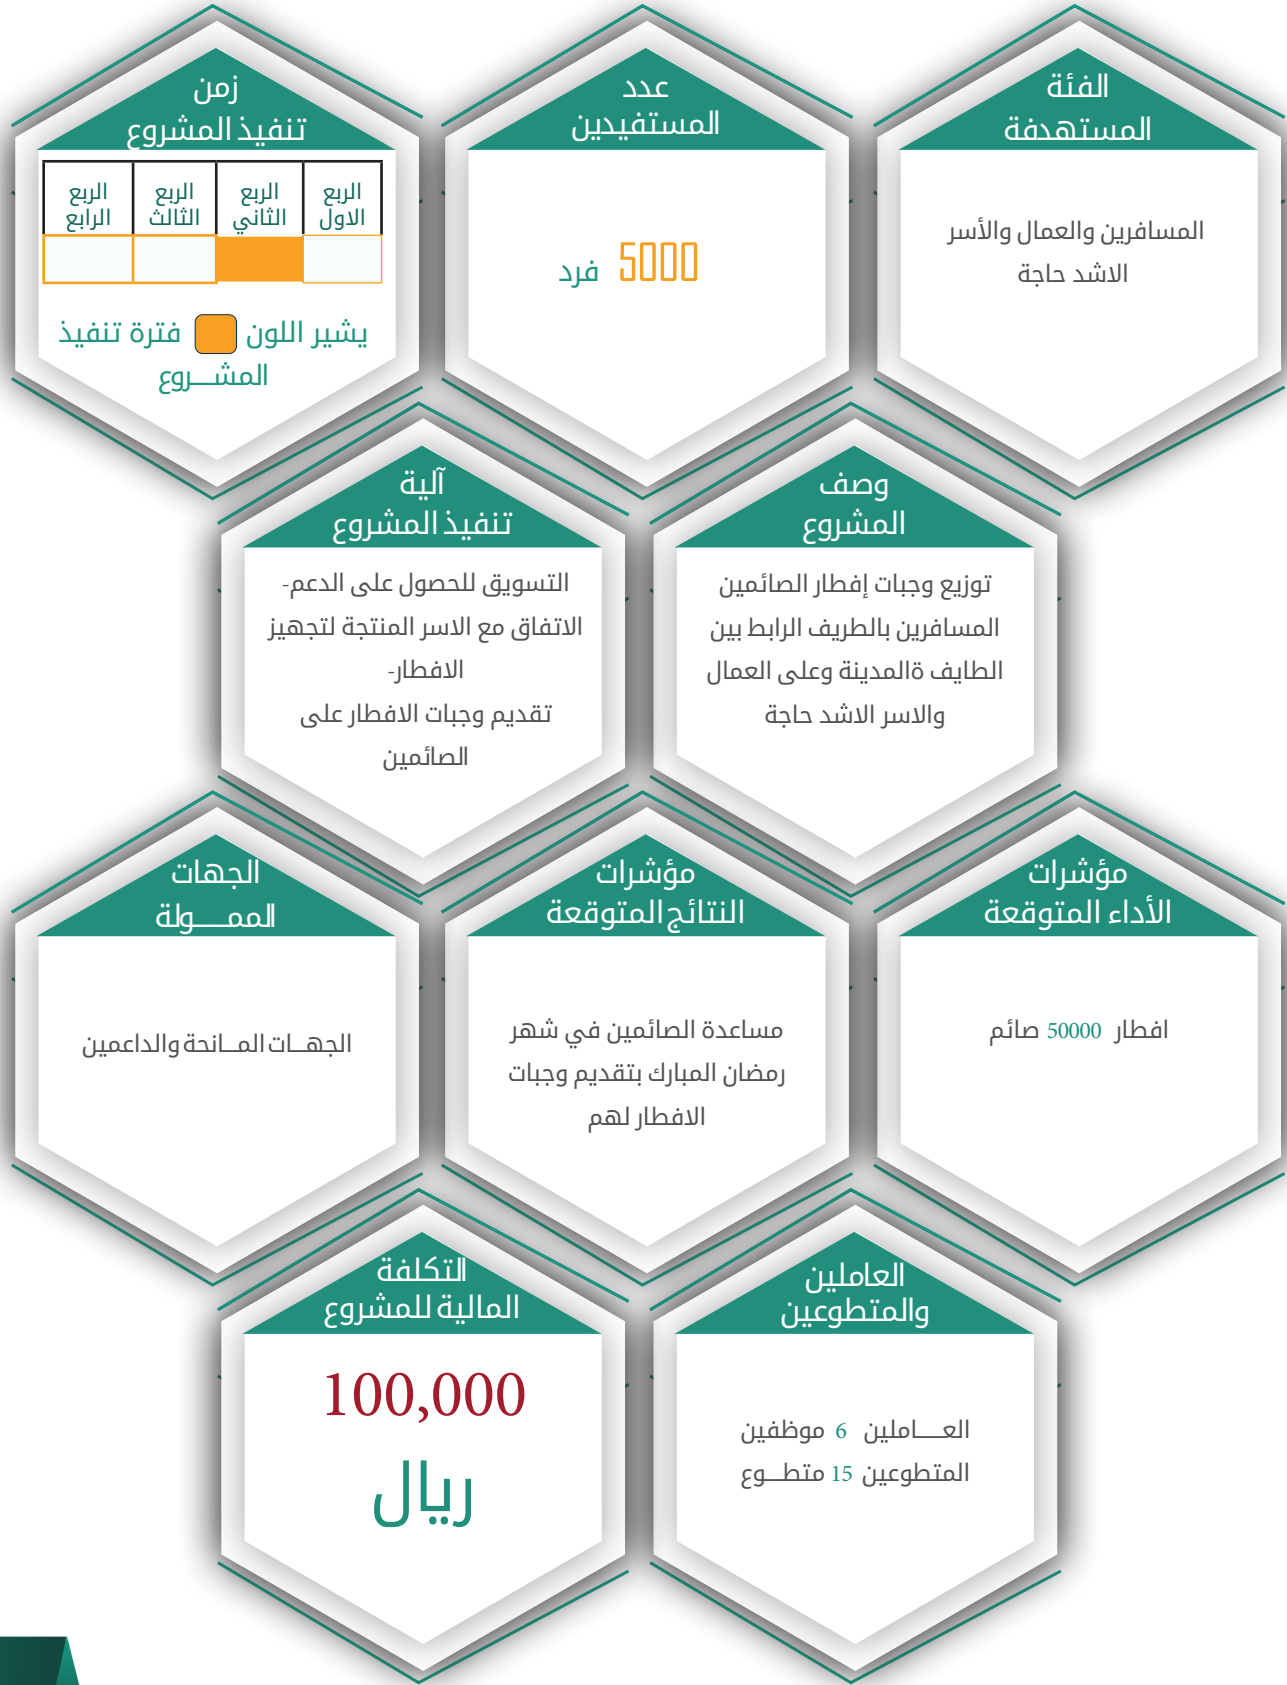 الفئة
المستهدفة
المسافرين والعمال والأسر
الاشد حاجة
عدد
المستفيدين
5000 فرد
زمن
تنفيذ المشروع
الربع الاول الربع الثاني الربع الثالث الربع الرابع
يشير اللون فترة تنفيذ
المشــروع
وصف
المشروع
توزيع وجبات إفطار الصائمين
المسافرين بالطريف الرابط بين
الطايف ةالمدينة وعلى العمال
والاسر الاشد حاجة
آلية
تنفيذ المشروع
التسويق للحصول على الدعم-
الاتفاق مع الاسر المنتجة لتجهيز
الافطار-
تقديم وجبات الافطار على
الصائمين
مؤشرات
الأداء المتوقعة
افطار 50000 صائم
مؤشرات
النتائج المتوقعة
مساعدة الصائمين في شهر
رمضان المبارك بتقديم وجبات
الافطار لهم
الجهات
الممــــولة
الجهــات المــانحة والداعمين
العاملين
والمتطوعين
العــــاملين 6 موظفين
المتطوعين 15 متطــوع
التكلفة
المالية للمشروع
100,000
ريال